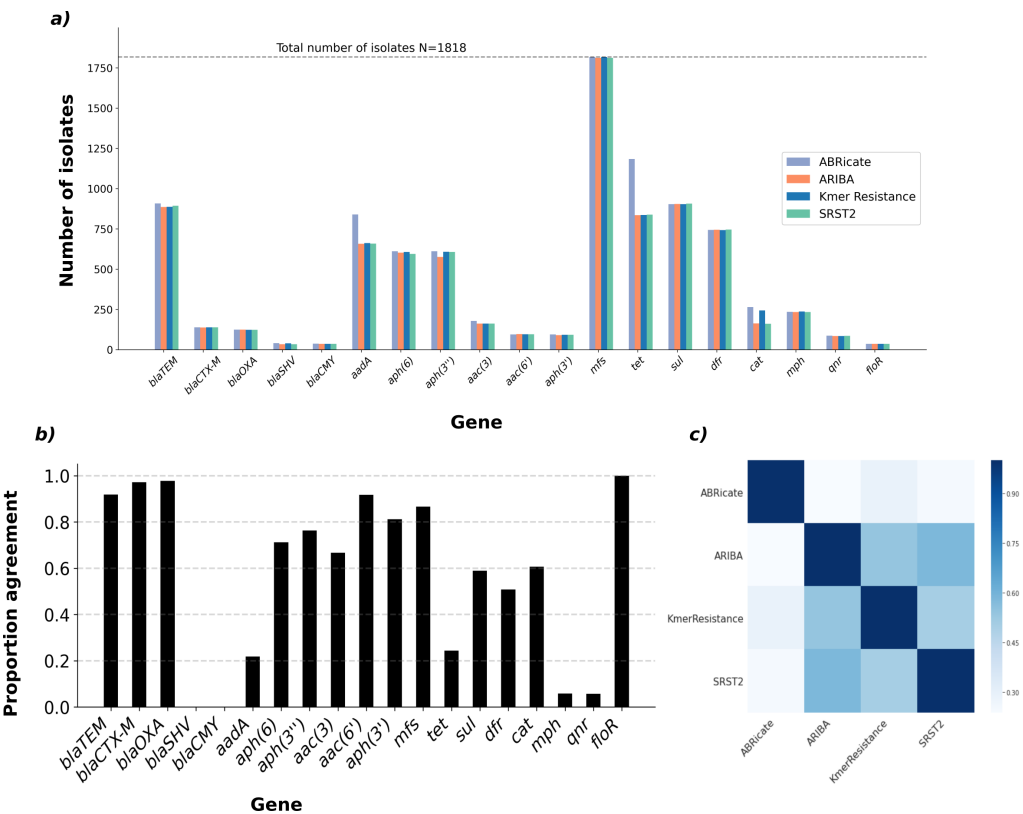 a)
Total number of isolates N=1818
Number of isolates
1750
1500
1250
1000
750
500
250
0
ABRicate
ARIBA
Kmer Resistance
SRST2
blaTEM
blaCTX-M
blaOXA
blaSHV
blaCMY
aadA
aph(6)
aph(3'')
aac(3)
aac(6')
aph(3')
mfs
tet
sul
dfr
cat
mph
qnr
floR
Gene
b)
Proportion agreement
1.0
0.8
0.6
0.4
0.2
0.0
blaTEM
blaCTX-M
blaOXA
blaSHV
blaCMY
aadA
aph(6)
aph(3'')
aac(3)
aac(6')
aph(3')
mfs
tet
sul
dfr
cat
mph
qnr
floR
Gene
c)
ABRicate
ARIBA
KmerResistance
SRST2
ABRicate
ARIBA
KmerResistance
SRST2
0.90
0.75
0.60
0.45
0.30